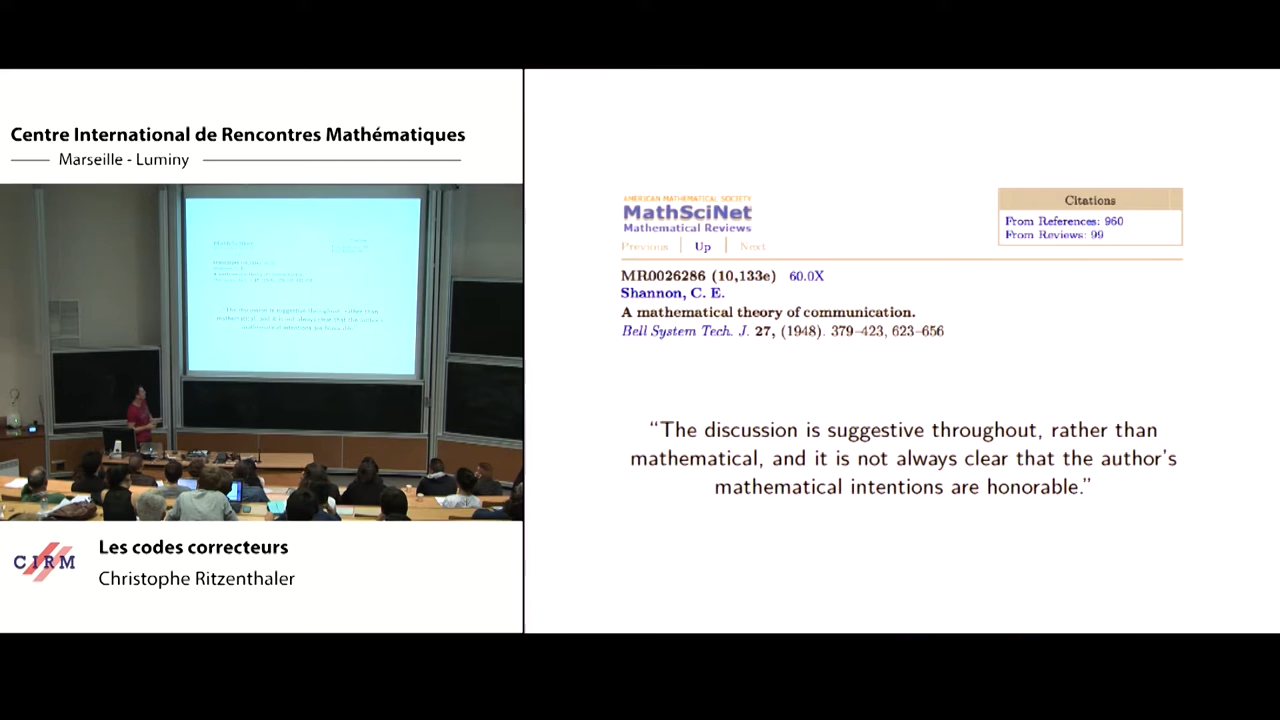 Centre International de Rencontres Mathématiques
Marseille - Luminy
CIRM
Les codes correcteurs
Christophe Ritzenthaler
AMERICAN MATHEMATICAL SOCIETY
MathSciNet
Mathematical Reviews
Previous Up Next
Citations
From References: 960
From Reviews: 99
MR0026286 (10,133e) 60.0X
Shannon, C. E.
A mathematical theory of communication.
Bell System Tech. J. 27, (1948). 379–423, 623–656
“The discussion is suggestive throughout, rather than
mathematical, and it is not always clear that the author’s
mathematical intentions are honorable.”